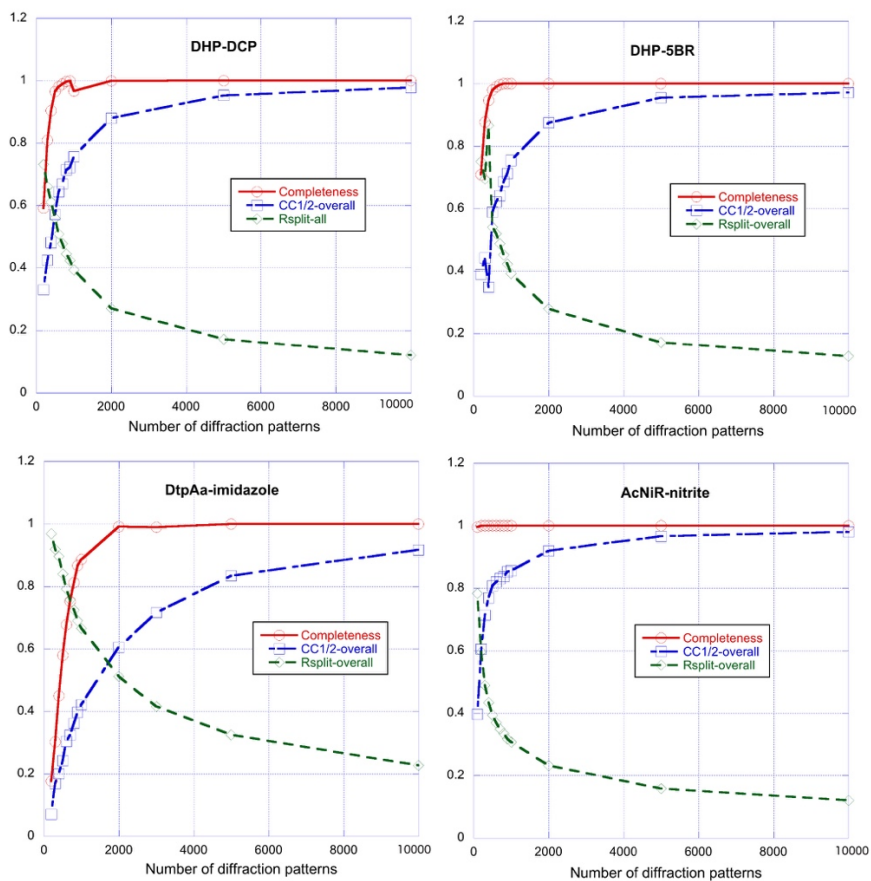 DHP-DCP
1.2
1
0.8
0.6
0.4
0.2
0
Completeness
CC1/2-overall
Rsplit-all
0 2000 4000 6000 8000 10000
Number of diffraction patterns
DHP-5BR
1.2
1
0.8
0.6
0.4
0.2
0
Completeness
CC1/2-overall
Rsplit-overall
0 2000 4000 6000 8000 10000
Number of diffraction patterns
DtpAa-imidazole
1.2
1
0.8
0.6
0.4
0.2
0
Completeness
CC1/2-overall
Rsplit-overall
0 2000 4000 6000 8000 10000
Number of diffraction patterns
AcNiR-nitrite
1.2
1
0.8
0.6
0.4
0.2
0
Completeness
CC1/2-overall
Rsplit-overall
0 2000 4000 6000 8000 10000
Number of diffraction patterns